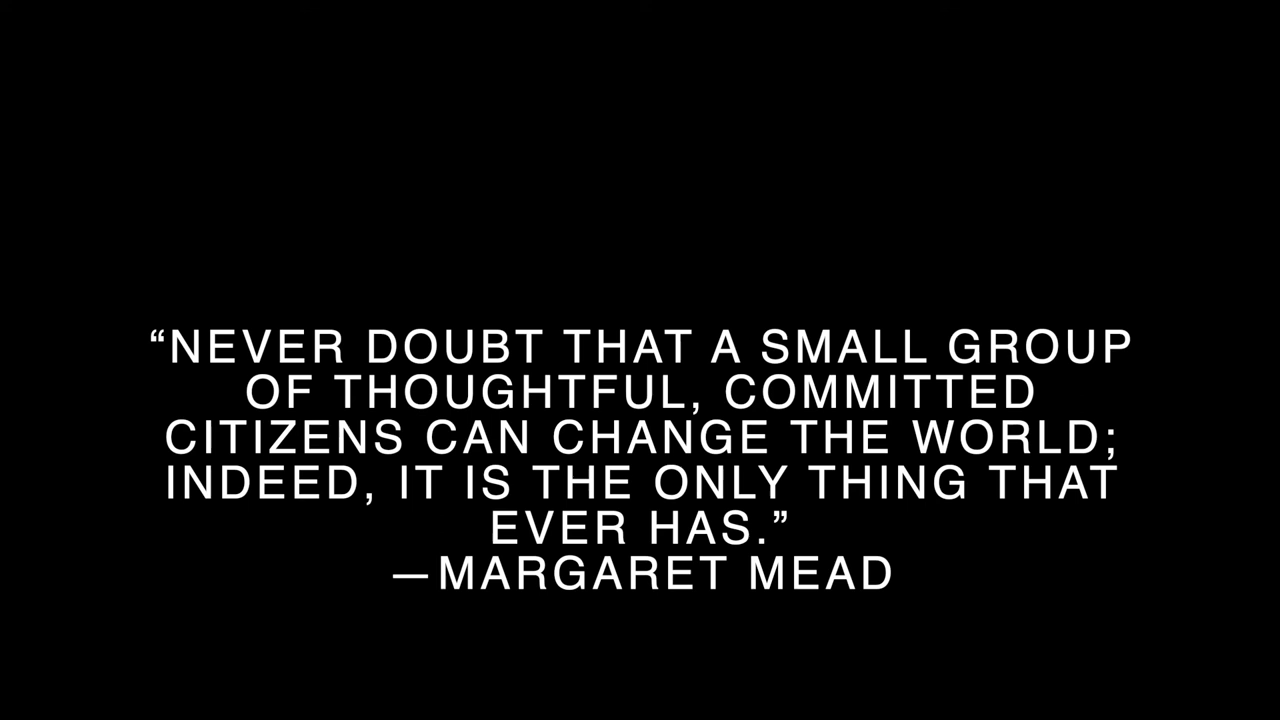 “NEVER DOUBT THAT A SMALL GROUP
OF THOUGHTFUL, COMMITTED
CITIZENS CAN CHANGE THE WORLD;
INDEED, IT IS THE ONLY THING THAT
EVER HAS.”
—MARGARET MEAD